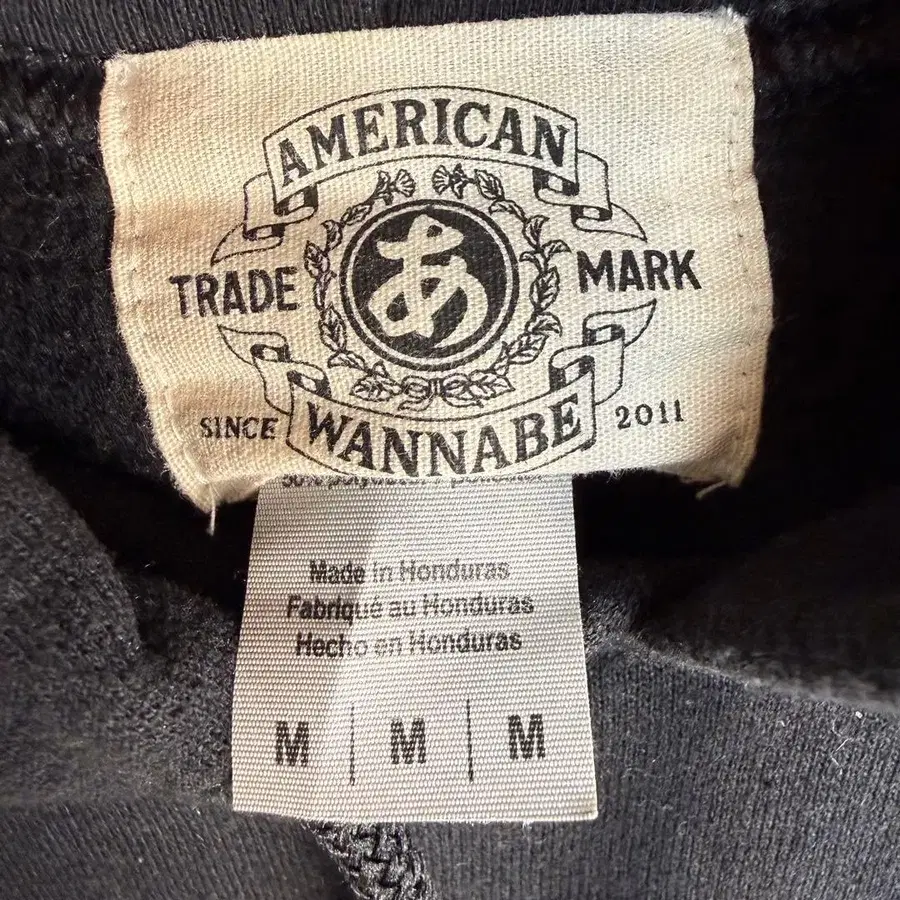 AMERICAN
あ
TRADE MARK
SINCE 2011
WANNABE
Made in Honduras
Fabriqué au Honduras
Hecho en Honduras
M | M | M